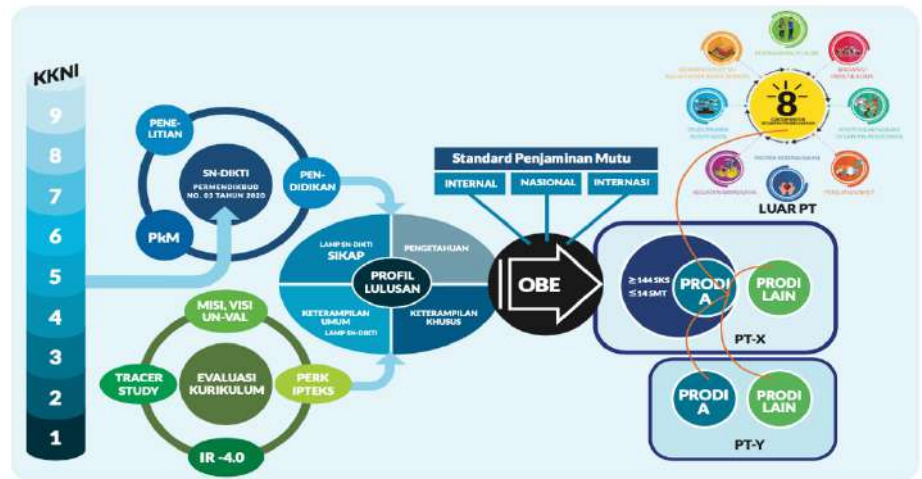 KKNI
9
8
7
6
5
4
3
2
1
PENE-
LITIAN
SN-DIKTI
PERMENDIKBUD
NO. 03 TAHUN 2020
PEN-
DIDIKAN
PkM
MISI, VISI
UN-VAL
TRACER
STUDY
EVALUASI
KURIKULUM
PERK
IPTEKS
IR -4.0
LAMP SN-DIKTI
SIKAP
PENGETAHUAN
PROFIL
LULUSAN
KETERAMPILAN
UMUM
LAMP SN-DIKTI
KETERAMPILAN
KHUSUS
Standard Penjaminan Mutu
INTERNAL
NASIONAL
INTERNASI
OBE
8
LUAR PT
≥ 144 SKS
≤ 14 SMT
PRODI
A
PRODI
LAIN
PT-X
PRODI
A
PRODI
LAIN
PT-Y